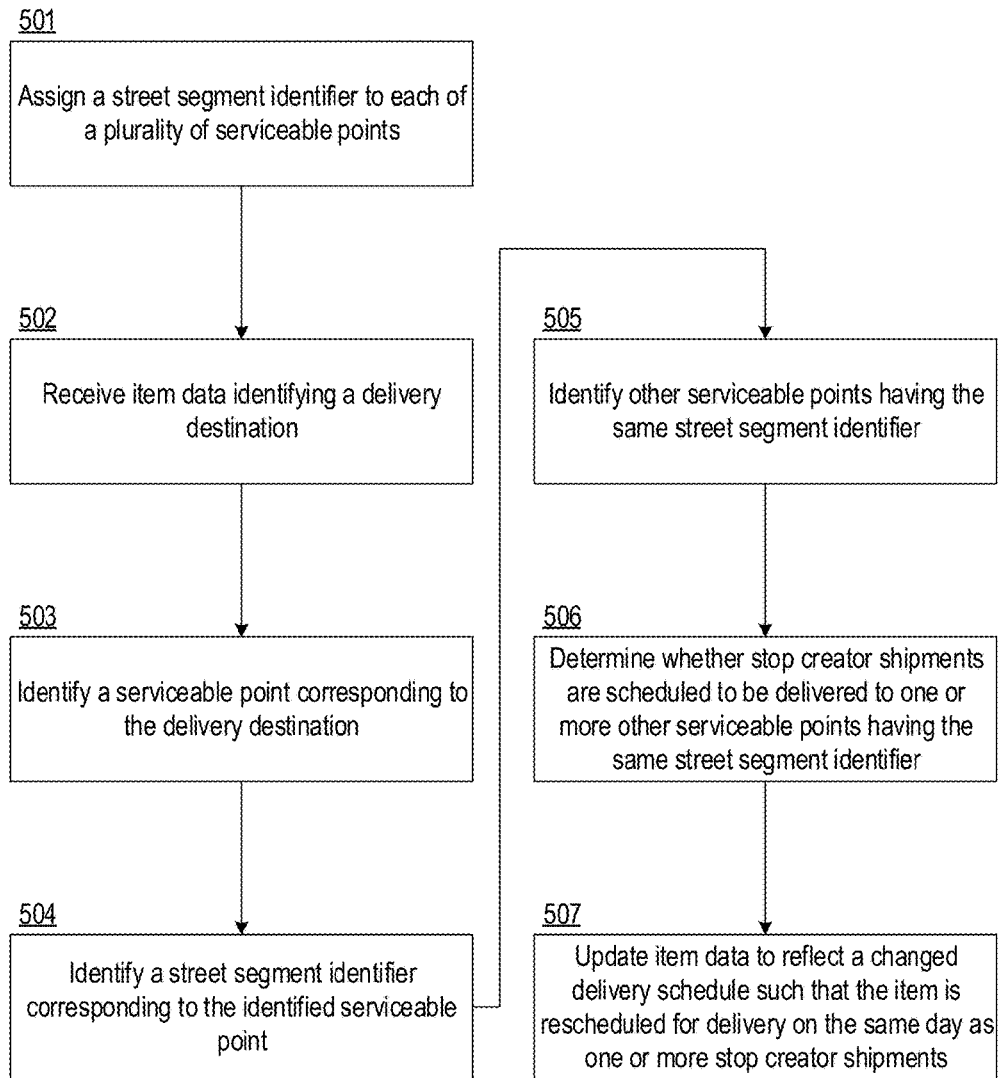 501
Assign a street segment identifier to each of
a plurality of serviceable points
502
Receive item data identifying a delivery
destination
503
Identify a serviceable point corresponding to
the delivery destination
504
Identify a street segment identifier
corresponding to the identified serviceable
point
505
Identify other serviceable points having the
same street segment identifier
506
Determine whether stop creator shipments
are scheduled to be delivered to one or
more other serviceable points having the
same street segment identifier
507
Update item data to reflect a changed
delivery schedule such that the item is
rescheduled for delivery on the same day as
one or more stop creator shipments